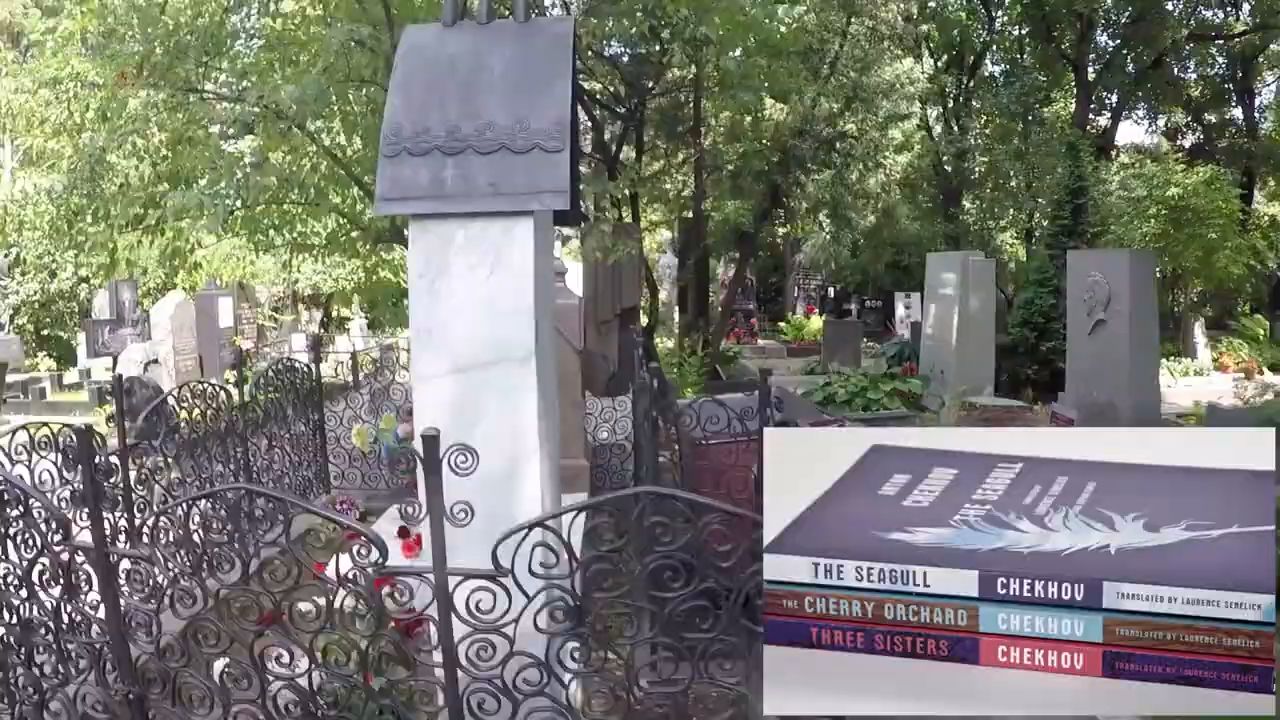 ANTON
CHEKHOV
THE SEAGULL
THE SEAGULL CHEKHOV TRANSLATED BY LAURENCE SENELICK
THE CHERRY ORCHARD CHEKHOV TRANSLATED BY LAURENCE SENELICK
THREE SISTERS CHEKHOV TRANSLATED BY LAURENCE SENELICK